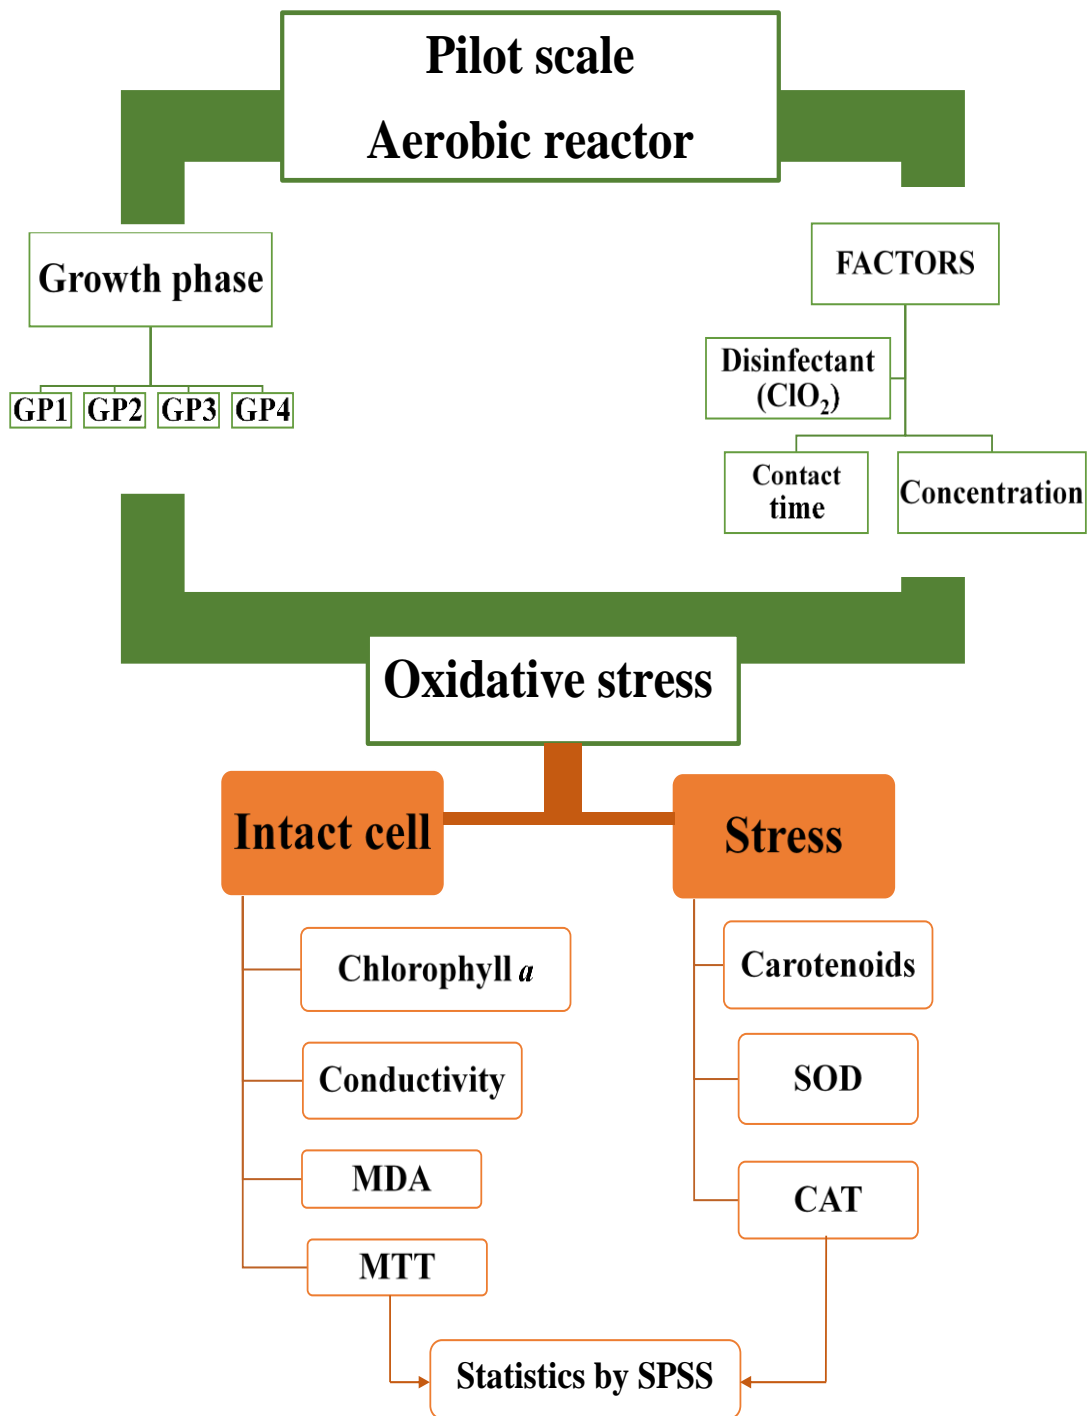 Pilot scale
Aerobic reactor
Growth phase
GP1 GP2 GP3 GP4
FACTORS
Disinfectant
(ClO₂)
Contact
time
Concentration
Oxidative stress
Intact cell
Chlorophyll a
Conductivity
MDA
MTT
Stress
Carotenoids
SOD
CAT
Statistics by SPSS